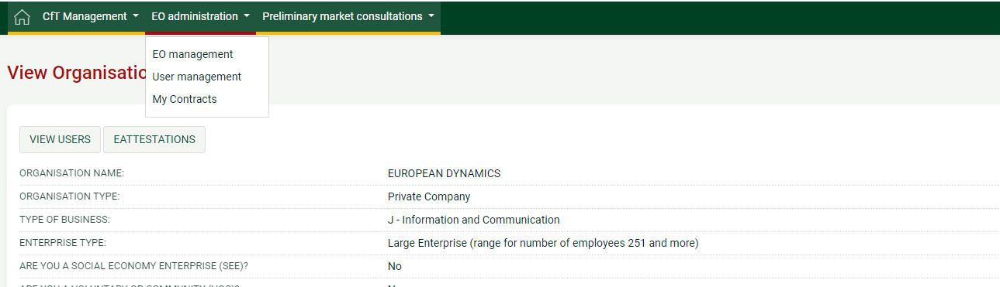 CfT Management EO administration Preliminary market consultations
EO management
View Organisatio
User management
My Contracts
VIEW USERS EATTESTATIONS
ORGANISATION NAME: EUROPEAN DYNAMICS
ORGANISATION TYPE: Private Company
TYPE OF BUSINESS: J - Information and Communication
ENTERPRISE TYPE: Large Enterprise (range for number of employees 251 and more)
ARE YOU A SOCIAL ECONOMY ENTERPRISE (SEE)? No